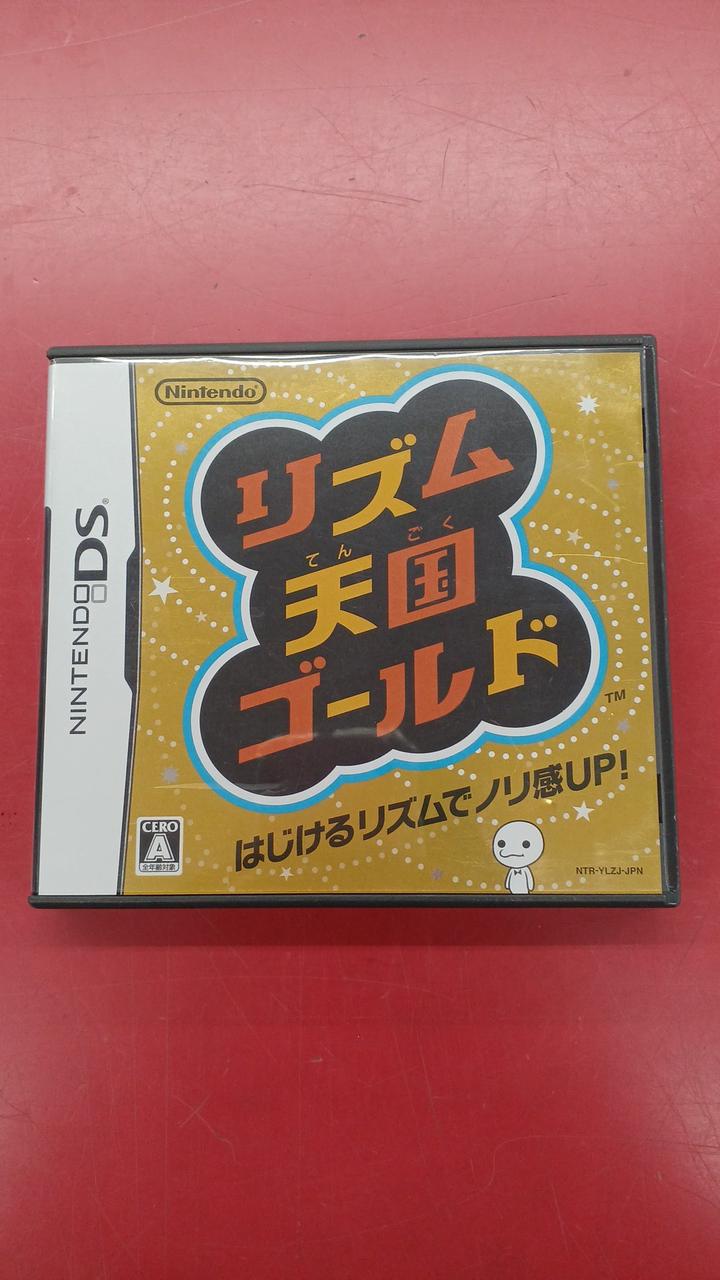 Nintendo®
NINTENDO DS®
リズム
てんごく
天国
ゴールド
TM
はじけるリズムでノリ感UP!
CERO
A
全年齢対象
NTR-YLZJ-JPN